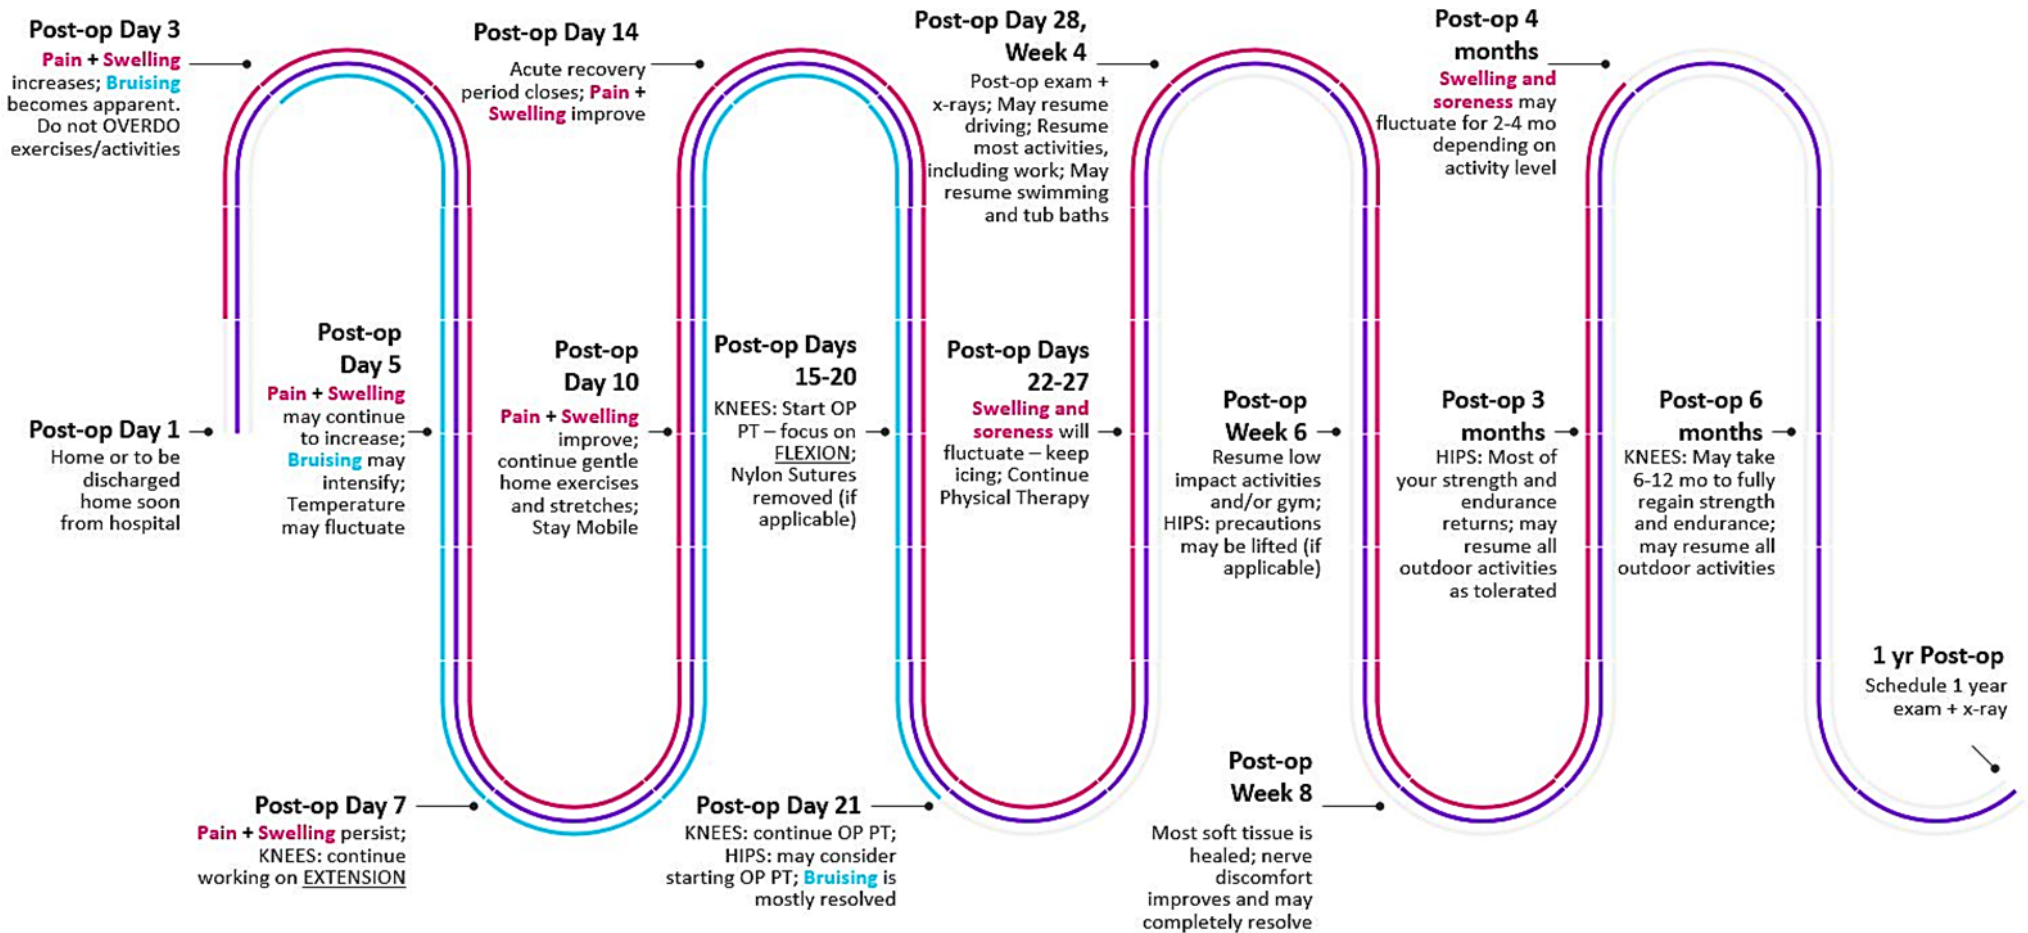 Post-op Day 1
Home or to be
discharged
home soon
from hospital
Post-op Day 3
Pain + Swelling
increases; Bruising
becomes apparent.
Do not OVERDO
exercises/activities
Post-op
Day 5
Pain + Swelling
may continue
to increase;
Bruising may
intensify;
Temperature
may fluctuate
Post-op Day 7
Pain + Swelling persist;
KNEES: continue
working on EXTENSION
Post-op
Day 10
Pain + Swelling
improve;
continue gentle
home exercises
and stretches;
Stay Mobile
Post-op Day 14
Acute recovery
period closes; Pain +
Swelling improve
Post-op Days
15-20
KNEES: Start OP
PT – focus on
FLEXION;
Nylon Sutures
removed (if
applicable)
Post-op Day 21
KNEES: continue OP PT;
HIPS: may consider
starting OP PT; Bruising is
mostly resolved
Post-op Days
22-27
Swelling and
soreness will
fluctuate – keep
icing; Continue
Physical Therapy
Post-op Day 28,
Week 4
Post-op exam +
x-rays; May resume
driving; Resume
most activities,
including work; May
resume swimming
and tub baths
Post-op
Week 6
Resume low
impact activities
and/or gym;
HIPS: precautions
may be lifted (if
applicable)
Post-op
Week 8
Most soft tissue is
healed; nerve
discomfort
improves and may
completely resolve
Post-op 3
months
HIPS: Most of
your strength and
endurance
returns; may
resume all
outdoor activities
as tolerated
Post-op 4
months
Swelling and
soreness may
fluctuate for 2-4 mo
depending on
activity level
Post-op 6
months
KNEES: May take
6-12 mo to fully
regain strength
and endurance;
may resume all
outdoor activities
1 yr Post-op
Schedule 1 year
exam + x-ray